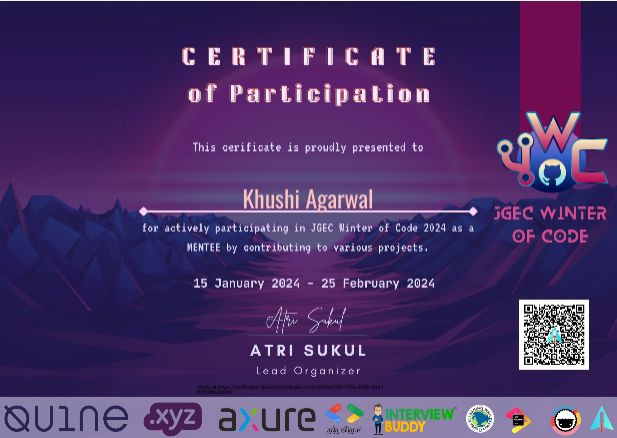 CERTIFICATE
of Participation
This cerificate is proudly presented to
Khushi Agarwal
for actively participating in JGEC Winter of Code 2024 as a
MENTEE by contributing to various projects.
15 January 2024 - 25 February 2024
Atri Sukul
ATRI SUKUL
Lead Organizer
JWOC
JGEC WINTER
OF CODE
QUINE
.xyz
axure
INTERVIEW
BUDDY